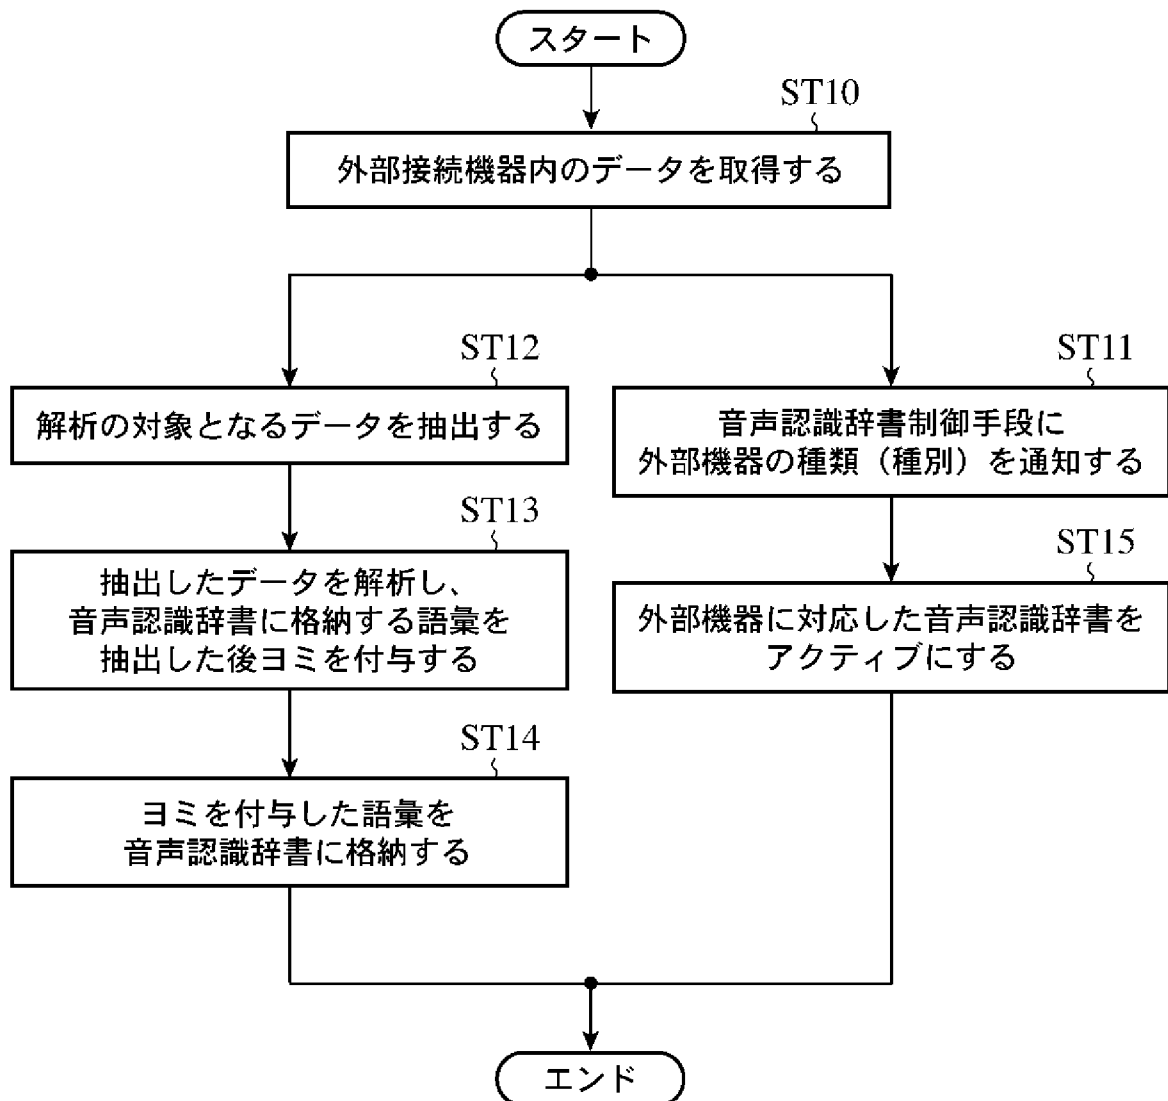 スタート
ST10
外部接続機器内のデータを取得する
ST12
解析の対象となるデータを抽出する
ST13
抽出したデータを解析し、
音声認識辞書に格納する語彙を
抽出した後ヨミを付与する
ST14
ヨミを付与した語彙を
音声認識辞書に格納する
ST11
音声認識辞書制御手段に
外部機器の種類（種別）を通知する
ST15
外部機器に対応した音声認識辞書を
アクティブにする
エンド